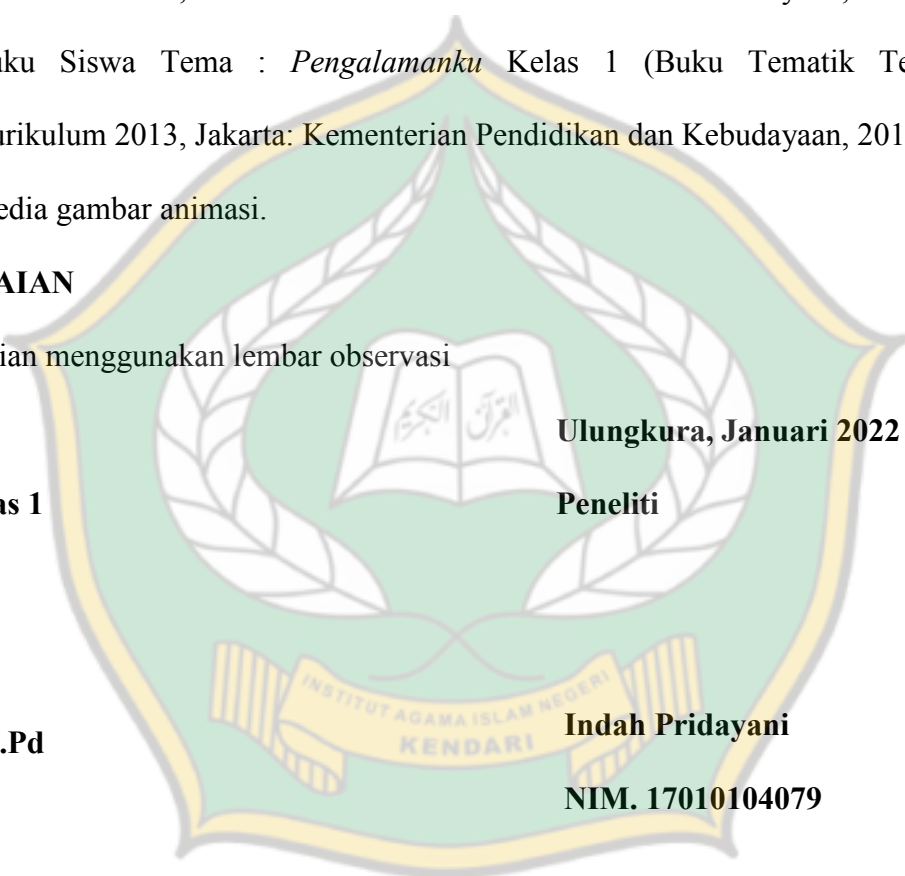 uku Siswa Tema : Pengalamanku Kelas 1 (Buku Tematik Te
urikulum 2013, Jakarta: Kementerian Pendidikan dan Kebudayaan, 201
edia gambar animasi.
AIAN
ian menggunakan lembar observasi
القرآن الكريم
Ulungkura, Januari 2022
as 1 Peneliti
INSTITUT AGAMA ISLAM NEGERI
KENDARI
Indah Pridayani
.Pd
NIM. 17010104079